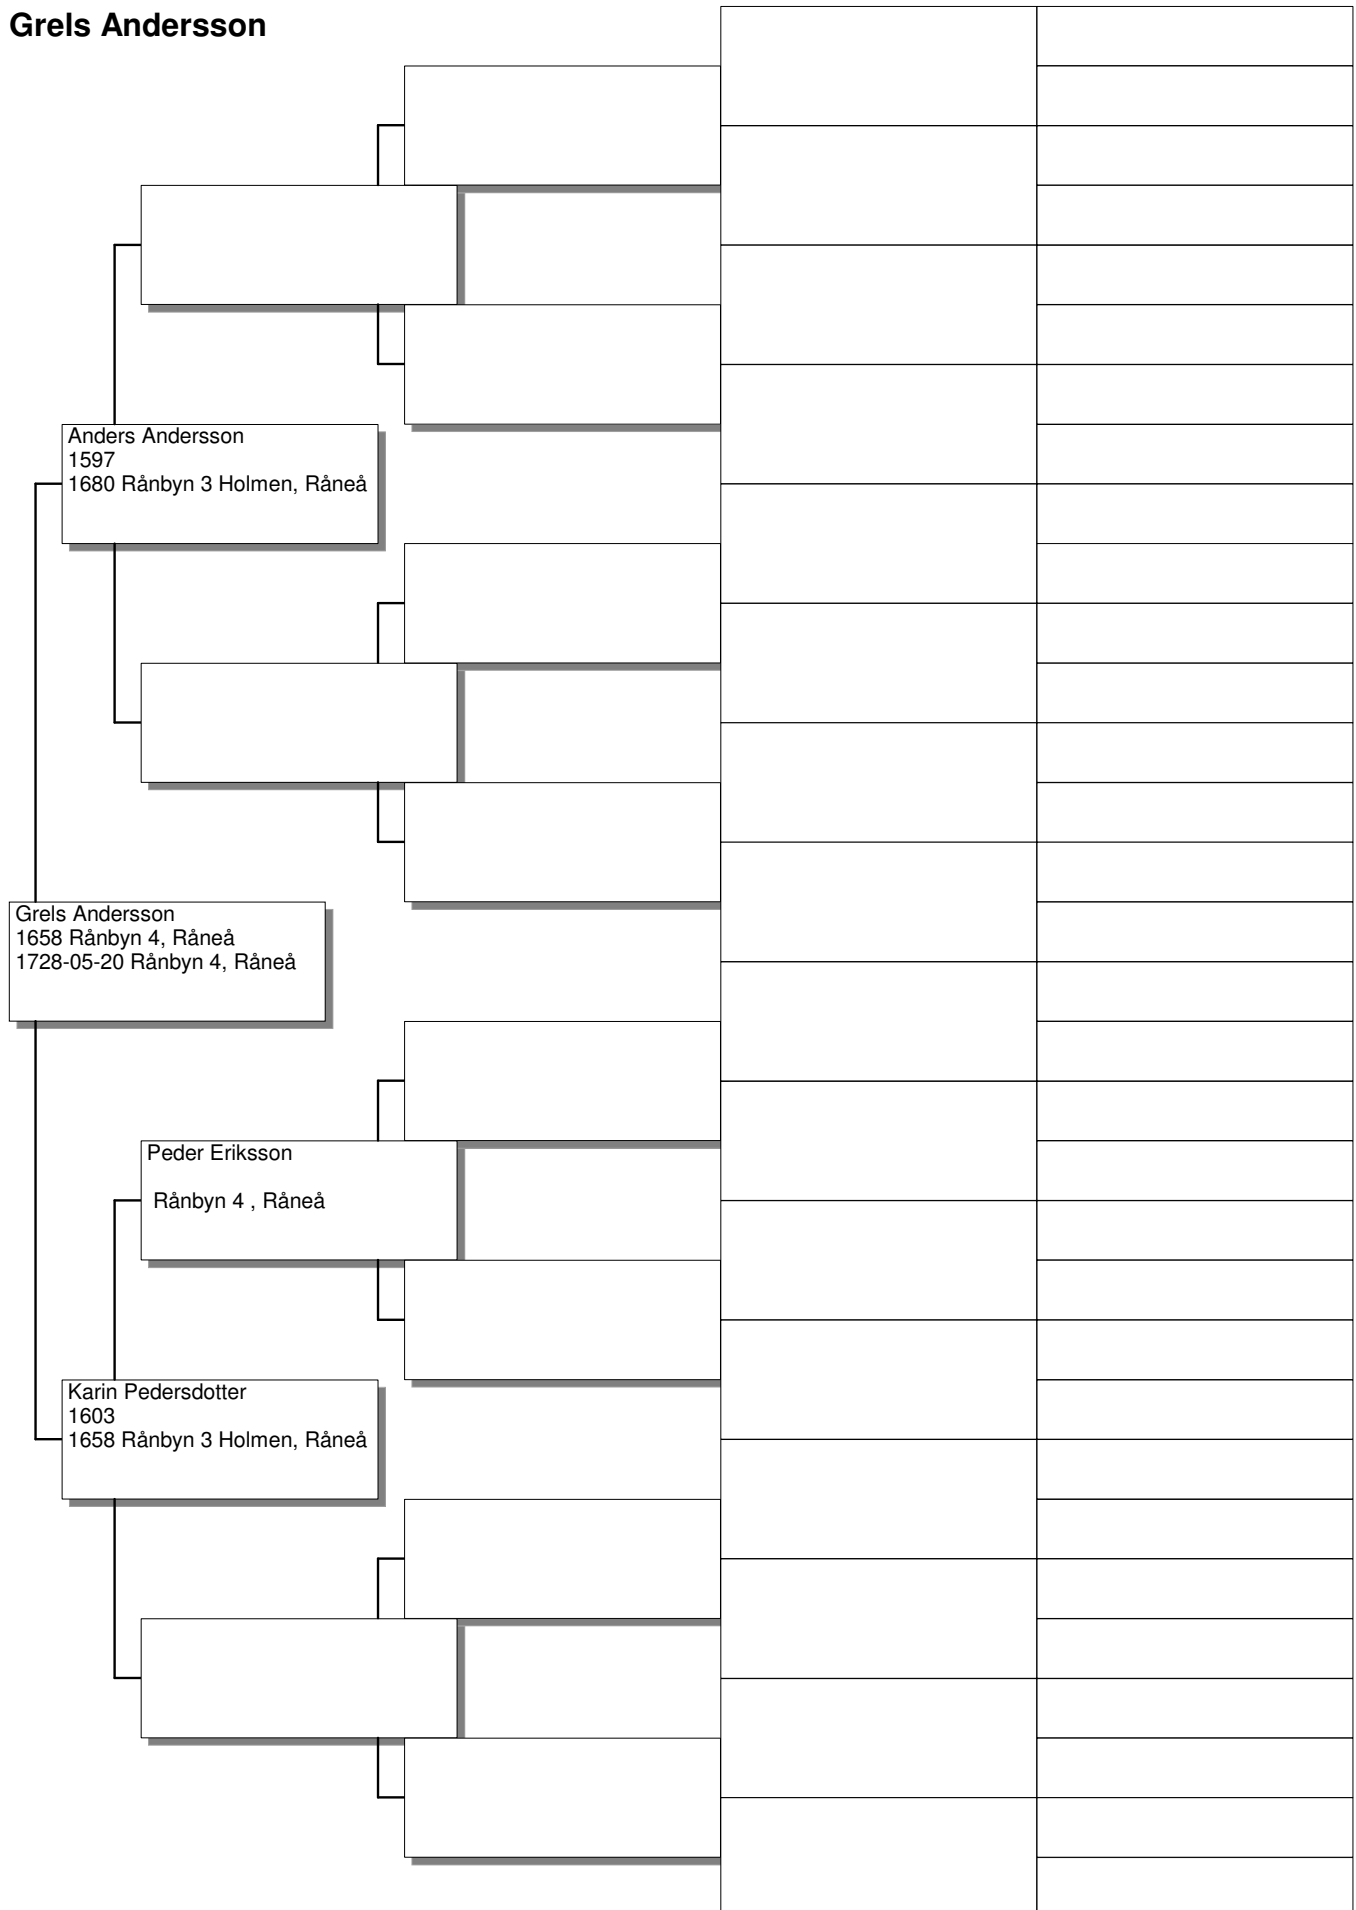 Grels Andersson
Anders Andersson
1597
1680 Rånbyn 3 Holmen, Råneå
Grels Andersson
1658 Rånbyn 4, Råneå
1728-05-20 Rånbyn 4, Råneå
Peder Eriksson
Rånbyn 4 , Råneå
Karin Pedersdotter
1603
1658 Rånbyn 3 Holmen, Råneå